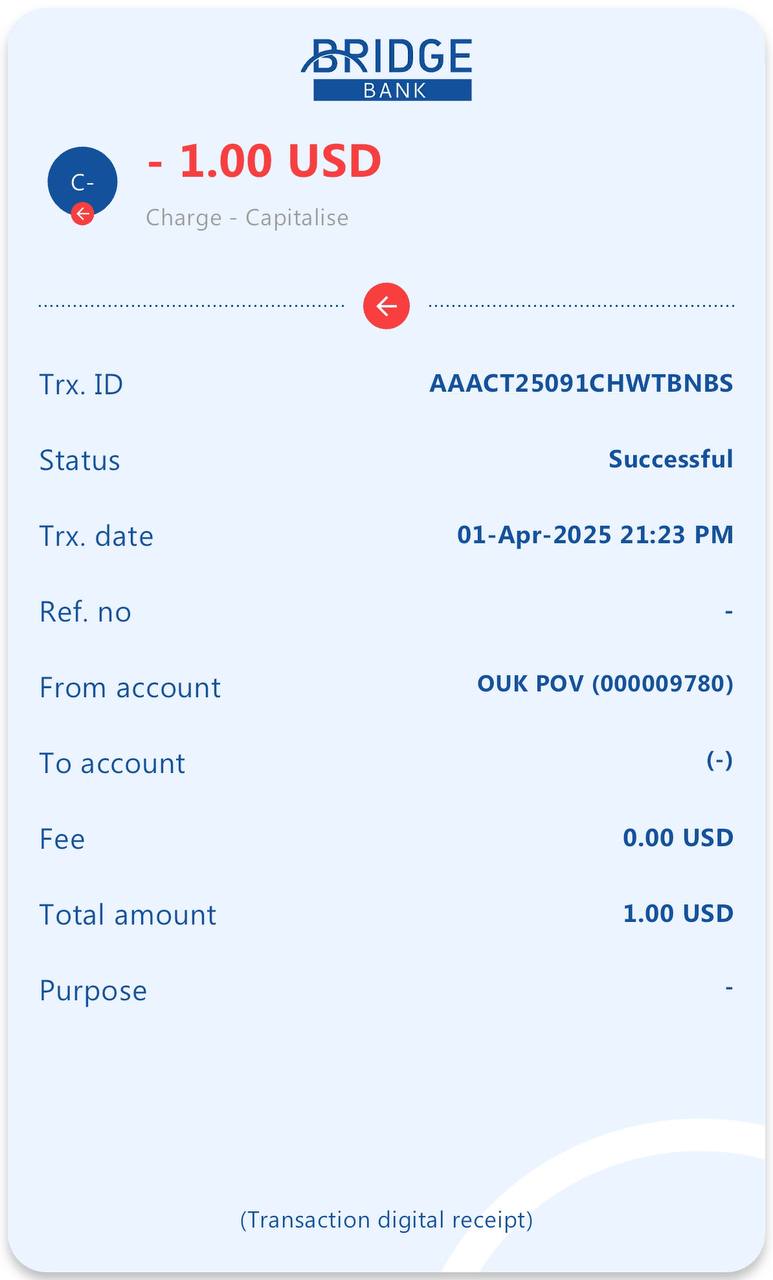 BRIDGE
BANK
C-
- 1.00 USD
Charge - Capitalise
Trx. ID AAACT25091CHWTBNBS
Status Successful
Trx. date 01-Apr-2025 21:23 PM
Ref. no -
From account OUK POV (000009780)
To account (-)
Fee 0.00 USD
Total amount 1.00 USD
Purpose -
(Transaction digital receipt)